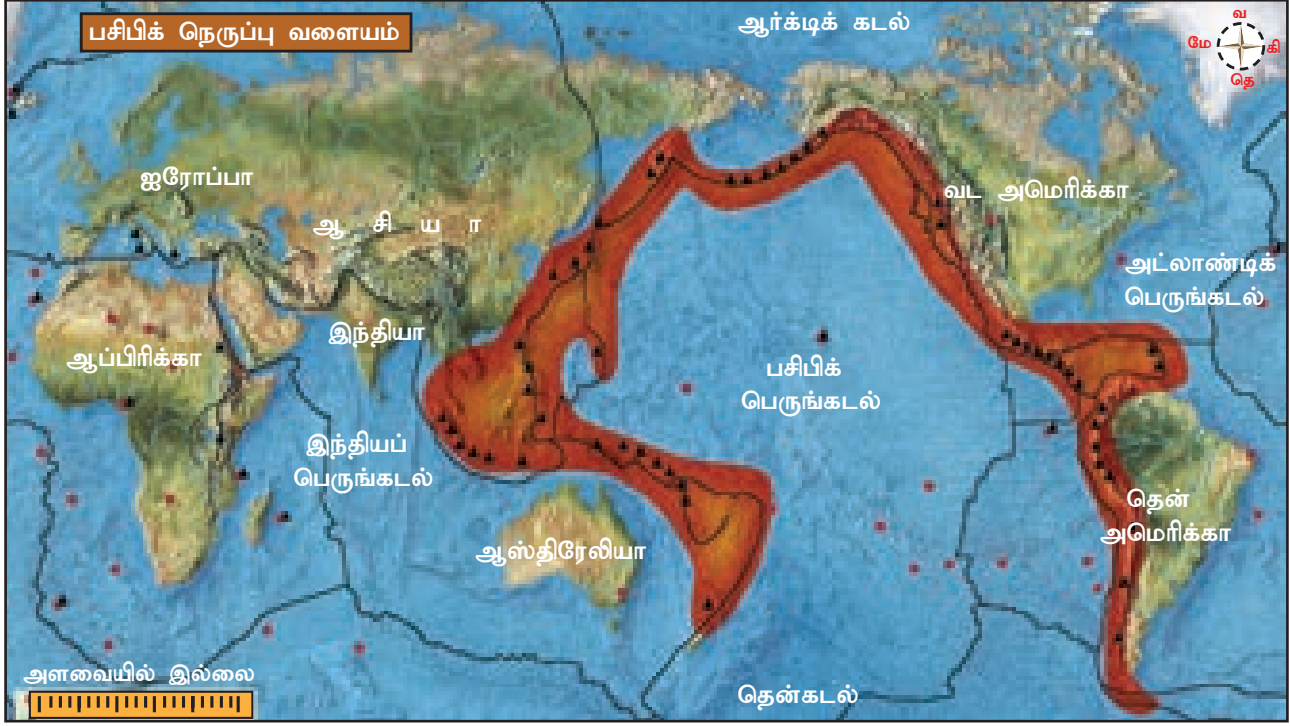 பசிபிக் நெருப்பு வளையம்
ஆர்க்டிக் கடல்
வ
மே
கி
தெ
ஐரோப்பா
ஆ சி ய ா
வட அமெரிக்கா
அட்லாண்டிக்
பெருங்கடல்
இந்தியா
ஆப்பிரிக்கா
பசிபிக்
பெருங்கடல்
இந்தியப்
பெருங்கடல்
தென்
அமெரிக்கா
ஆஸ்திரேலியா
அளவையில் இல்லை
தென்கடல்